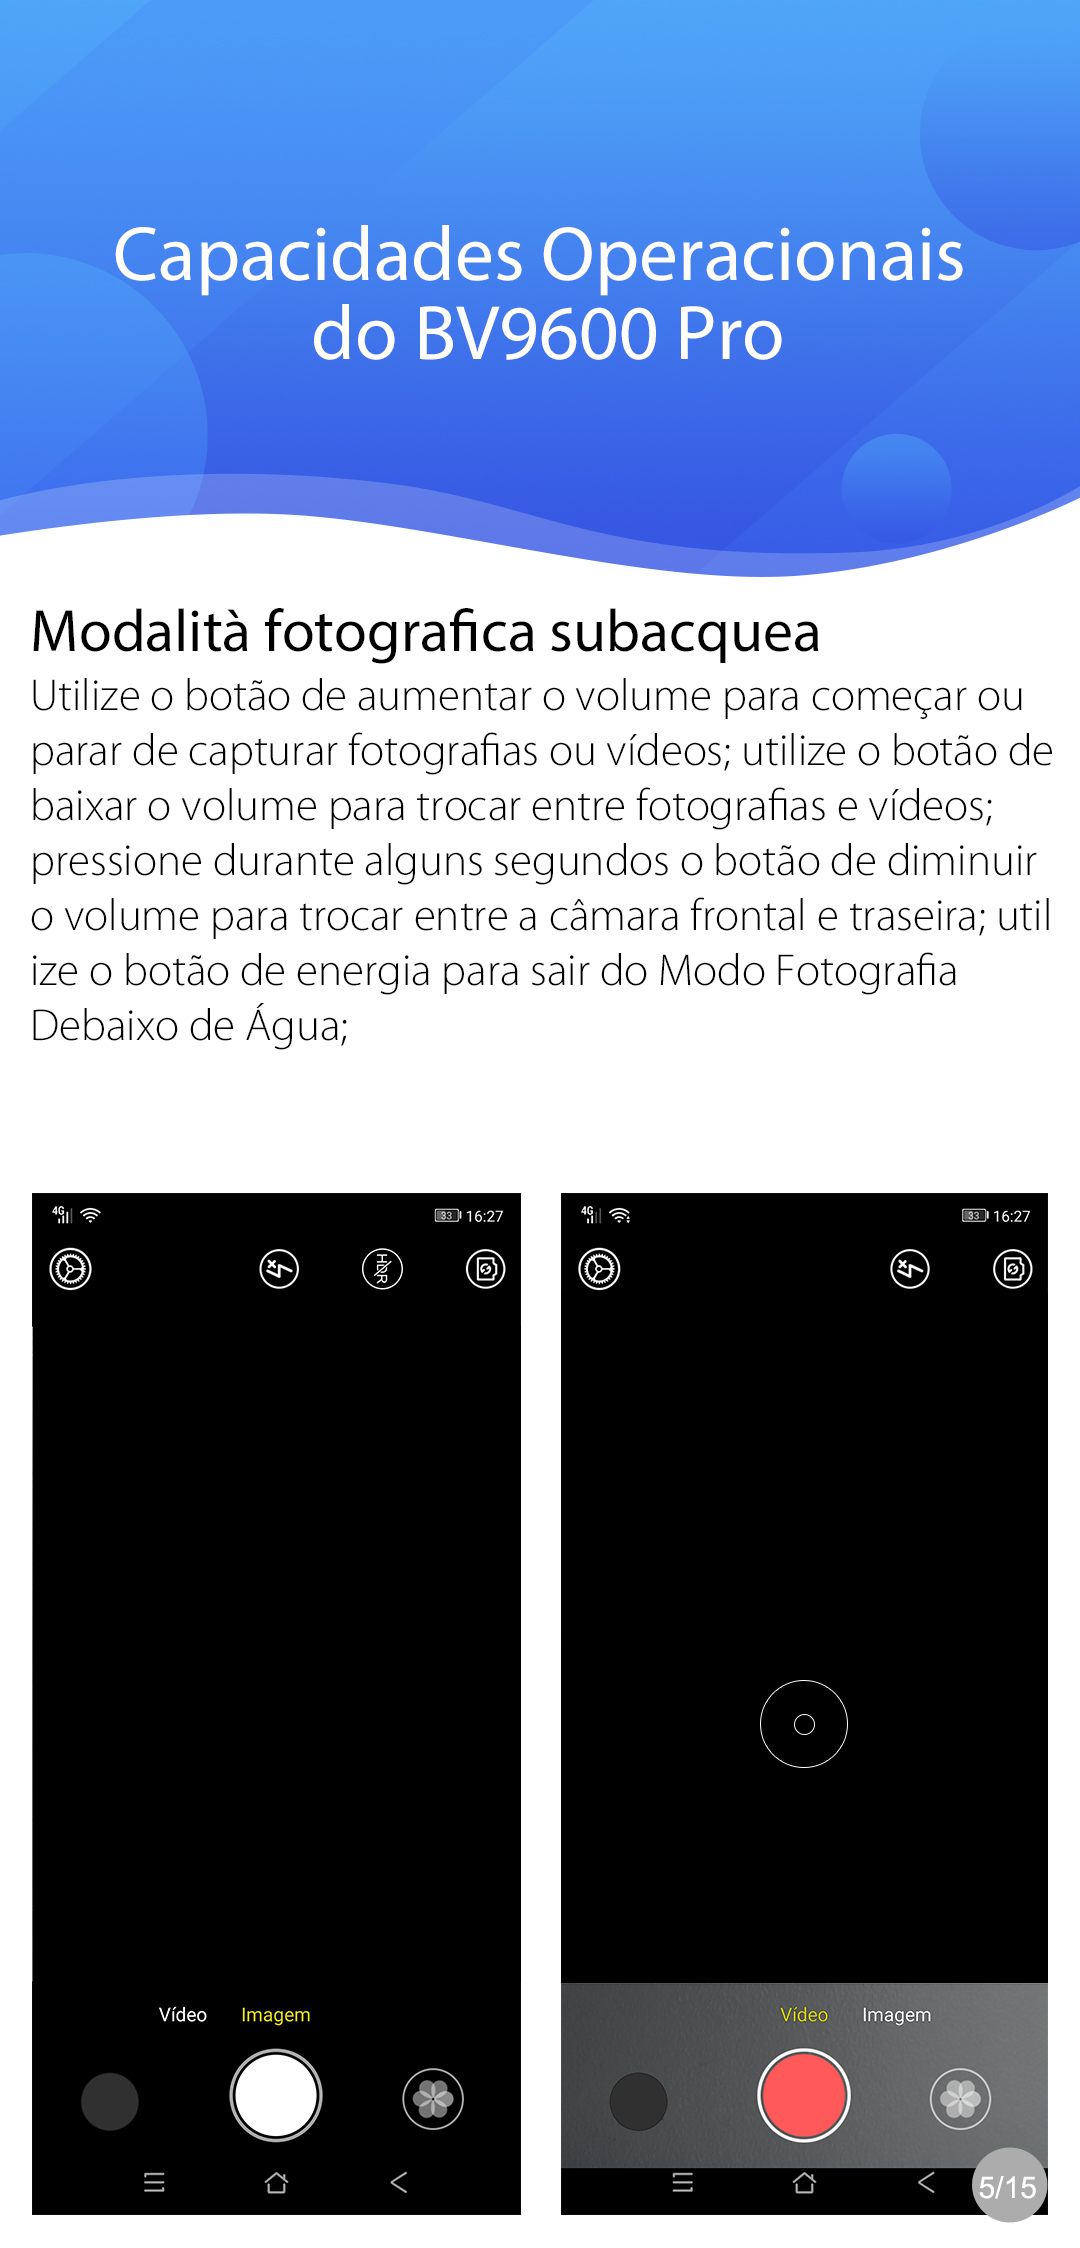 Capacidades Operacionais
do BV9600 Pro
Modalità fotografica subacquea
Utilize o botão de aumentar o volume para começar ou
parar de capturar fotografias ou vídeos; utilize o botão de
baixar o volume para trocar entre fotografias e vídeos;
pressione durante alguns segundos o botão de diminuir
o volume para trocar entre a câmara frontal e traseira; util
ize o botão de energia para sair do Modo Fotografia
Debaixo de Água;
4G 33 16:27
HDR
Vídeo Imagem
4G 33 16:27
Vídeo Imagem
5/15